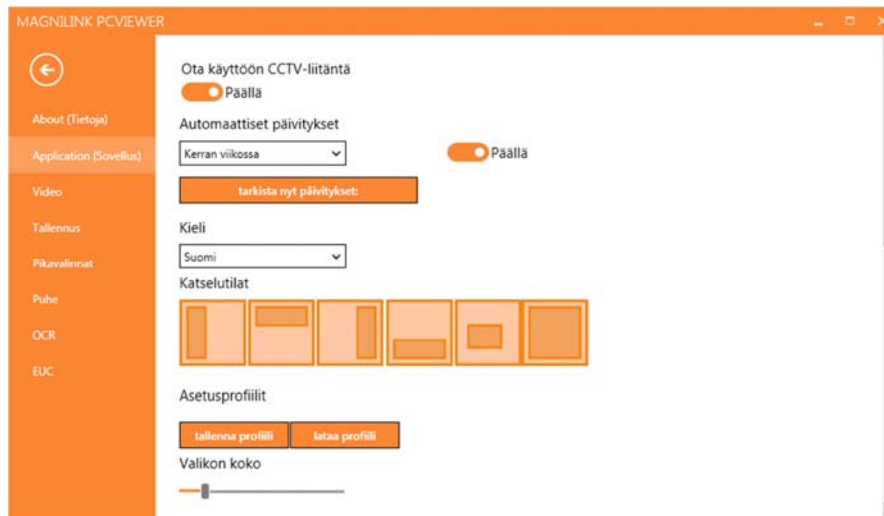 MAGNILINK PCVIEWER
About (Tietoja)
Application (Sovellus)
Video
Tallennus
Pikavalinnat
Puhe
OCR
EUC
Ota käyttöön CCTV-liitäntä
Päällä
Automaattiset päivitykset
Kerran viikossa
Päällä
tarkista nyt päivitykset:
Kieli
Suomi
Katselutilat
Asetusprofiilit
tallenna profiili
lataa profiili
Valikon koko